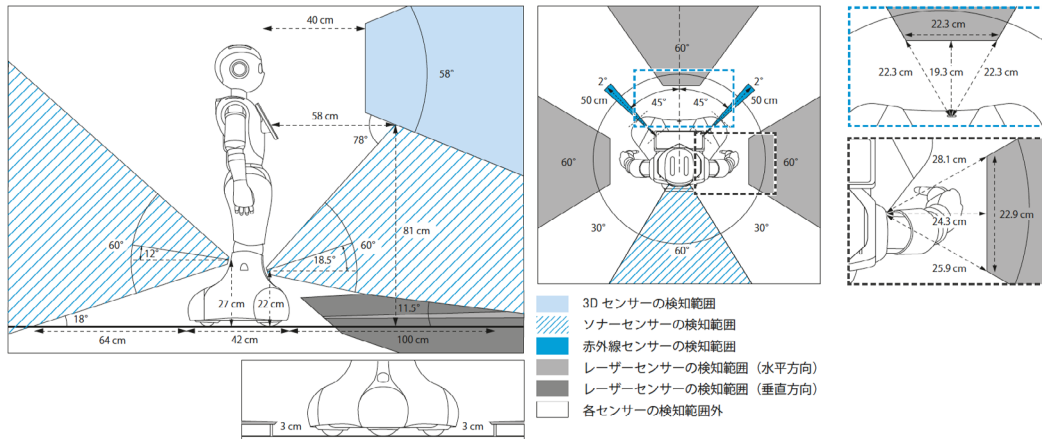 40 cm
58°
58 cm
78°
60°
12°
60°
18.5°
81 cm
27 cm
22 cm
11.5°
18°
64 cm
42 cm
100 cm
3 cm
3 cm
60°
2°
2°
50 cm
45°
45°
50 cm
60°
60°
30°
30°
60°
22.3 cm
22.3 cm
19.3 cm
22.3 cm
28.1 cm
22.9 cm
24.3 cm
25.9 cm
3D センサーの検知範囲
ソナーセンサーの検知範囲
赤外線センサーの検知範囲
レーザーセンサーの検知範囲（水平方向）
レーザーセンサーの検知範囲（垂直方向）
各センサーの検知範囲外